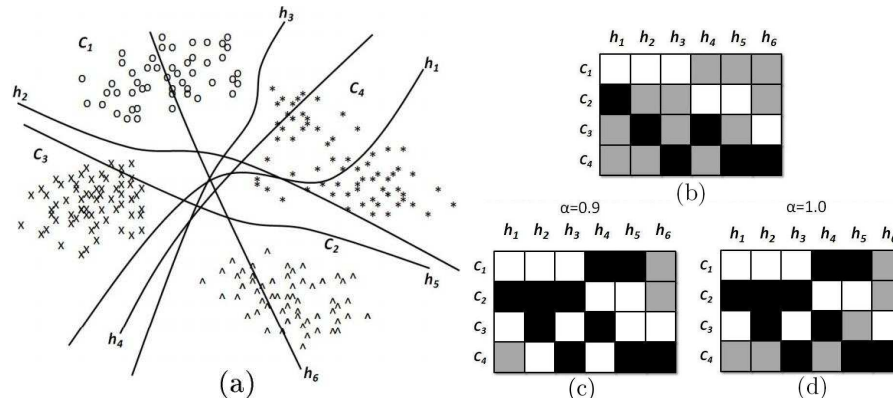 h₃
C₁
h₁
C₄
h₂
C₃
C₂
h₅
h₄
h₆
(a)
h₁ h₂ h₃ h₄ h₅ h₆
C₁
C₂
C₃
C₄
(b)
α=0.9
h₁ h₂ h₃ h₄ h₅ h₆
C₁
C₂
C₃
C₄
(c)
α=1.0
h₁ h₂ h₃ h₄ h₅ h₆
C₁
C₂
C₃
C₄
(d)